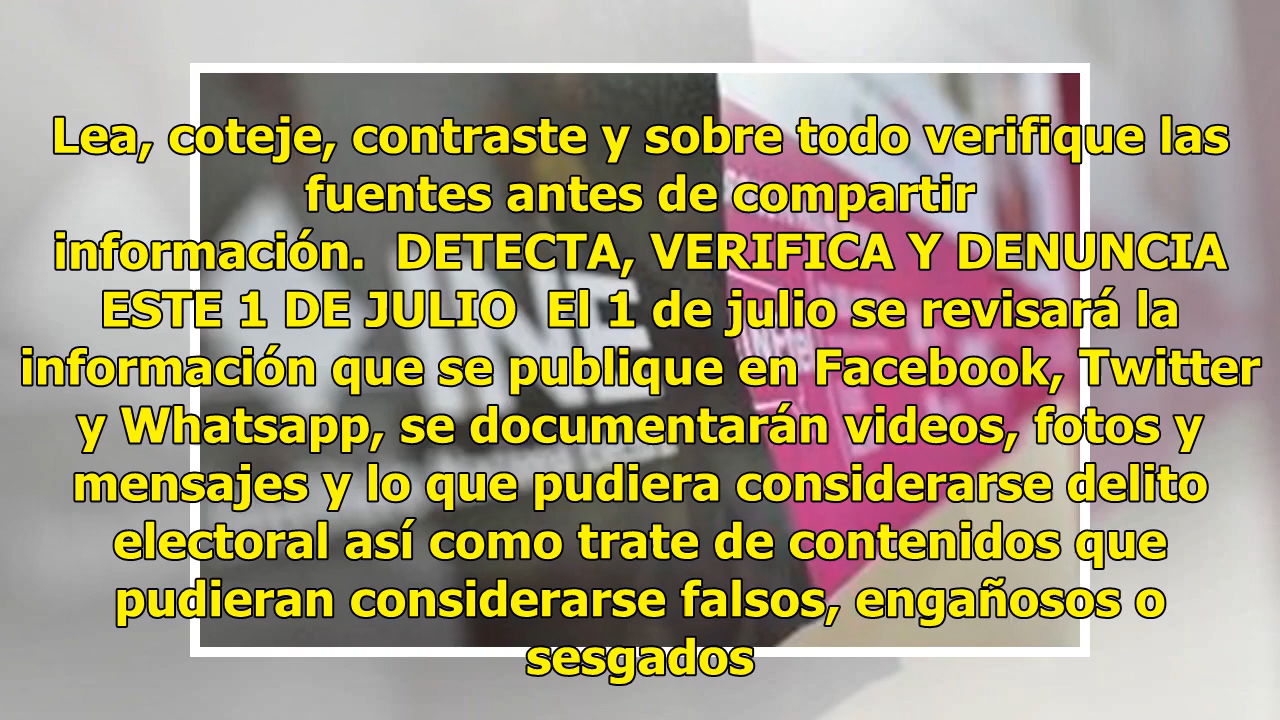 Lea, coteje, contraste y sobre todo verifique las
fuentes antes de compartir
información.  DETECTA, VERIFICA Y DENUNCIA
ESTE 1 DE JULIO  El 1 de julio se revisará la
información que se publique en Facebook, Twitter
y Whatsapp, se documentarán videos, fotos y
mensajes y lo que pudiera considerarse delito
electoral así como trate de contenidos que
pudieran considerarse falsos, engañosos o
sesgados
INE